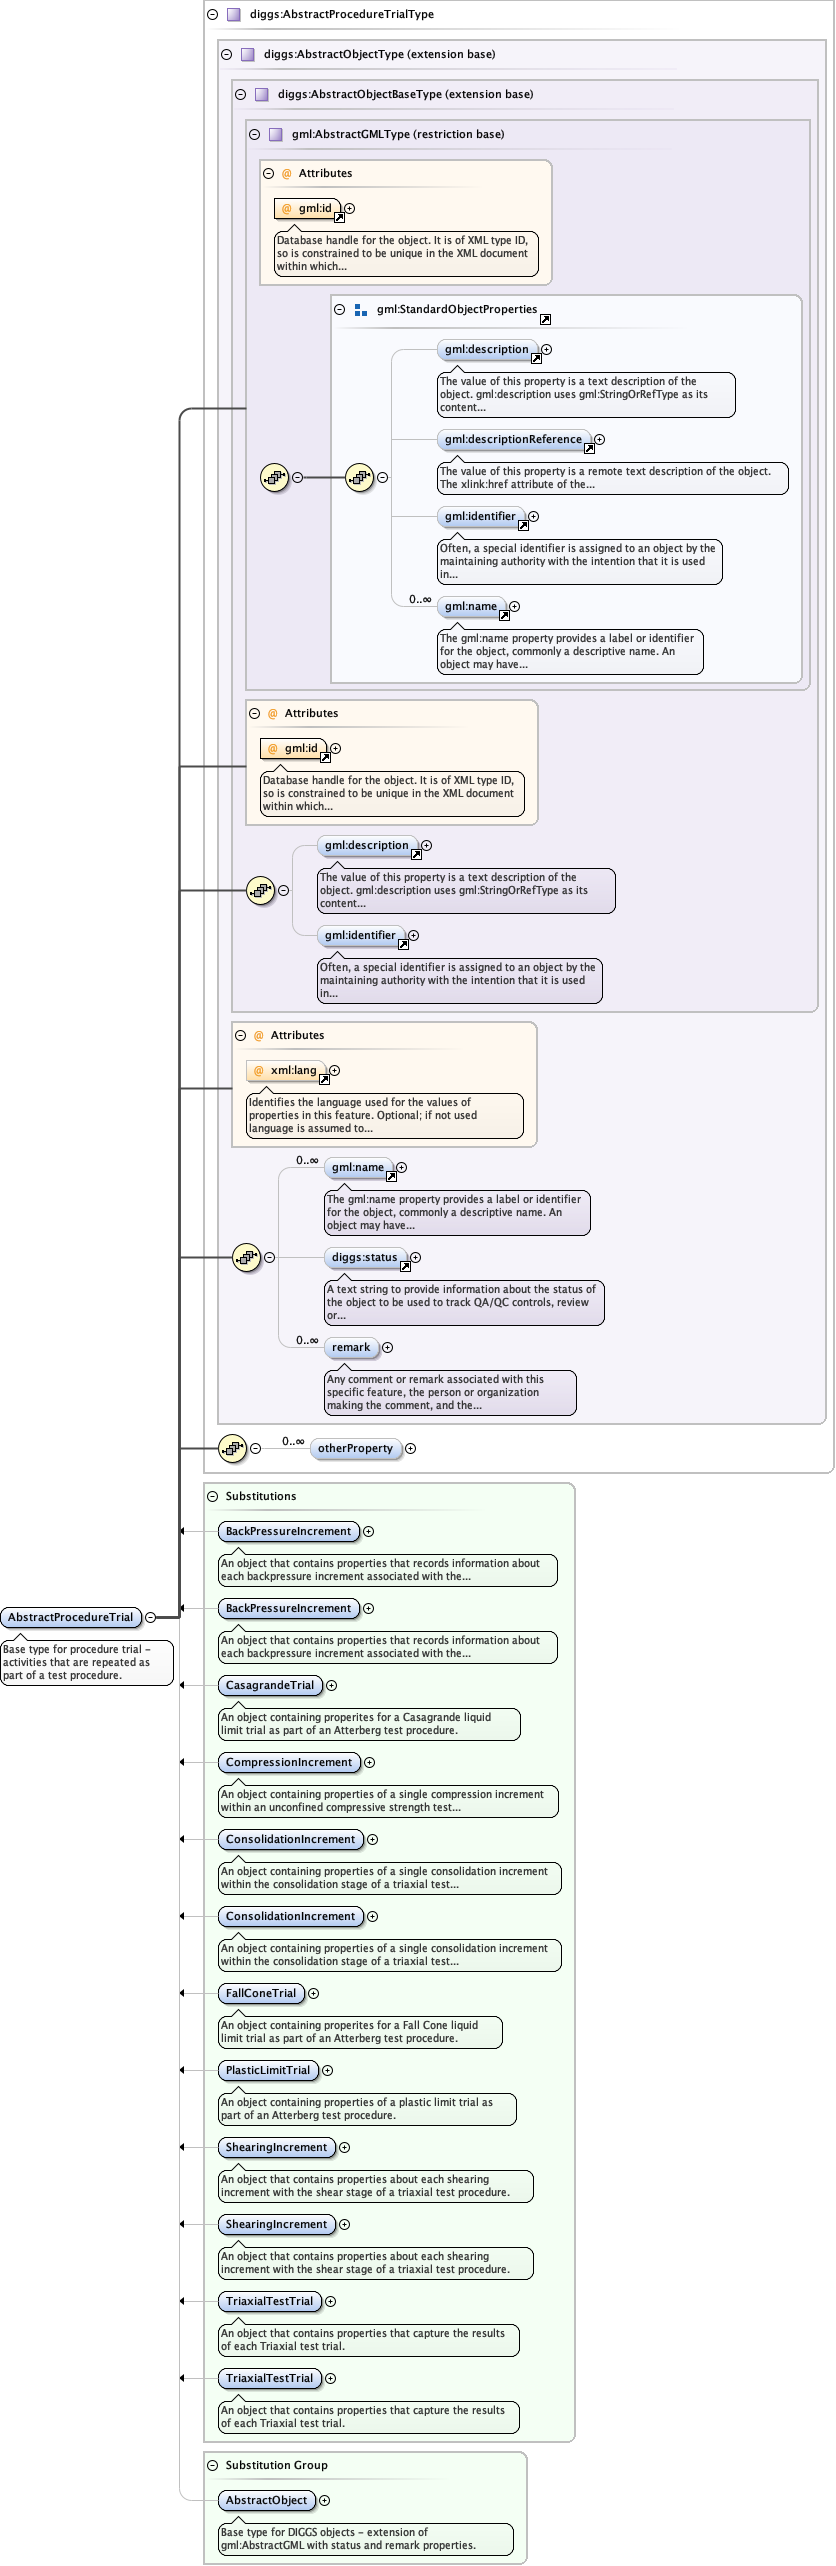 diggs:AbstractProcedureTrialType
diggs:AbstractObjectType (extension base)
diggs:AbstractObjectBaseType (extension base)
gml:AbstractGMLType (restriction base)
@ Attributes
@ gml:id
Database handle for the object. It is of XML type ID,
so is constrained to be unique in the XML document
within which...
gml:StandardObjectProperties
gml:description
The value of this property is a text description of the
object. gml:description uses gml:StringOrRefType as its
content...
gml:descriptionReference
The value of this property is a remote text description of the object.
The xlink:href attribute of the...
gml:identifier
Often, a special identifier is assigned to an object by the
maintaining authority with the intention that it is used
in...
0..∞
gml:name
The gml:name property provides a label or identifier
for the object, commonly a descriptive name. An
object may have...
@ Attributes
@ gml:id
Database handle for the object. It is of XML type ID,
so is constrained to be unique in the XML document
within which...
gml:description
The value of this property is a text description of the
object. gml:description uses gml:StringOrRefType as its
content...
gml:identifier
Often, a special identifier is assigned to an object by the
maintaining authority with the intention that it is used
in...
@ Attributes
@ xml:lang
Identifies the language used for the values of
properties in this feature. Optional; if not used
language is assumed to...
0..∞
gml:name
The gml:name property provides a label or identifier
for the object, commonly a descriptive name. An
object may have...
diggs:status
A text string to provide information about the status of
the object to be used to track QA/QC controls, review
or...
0..∞
remark
Any comment or remark associated with this
specific feature, the person or organization
making the comment, and the...
0..∞
otherProperty
Substitutions
BackPressureIncrement
An object that contains properties that records information about
each backpressure increment associated with the...
AbstractProcedureTrial
Base type for procedure trial -
activities that are repeated as
part of a test procedure.
BackPressureIncrement
An object that contains properties that records information about
each backpressure increment associated with the...
CasagrandeTrial
An object containing properites for a Casagrande liquid
limit trial as part of an Atterberg test procedure.
CompressionIncrement
An object containing properties of a single compression increment
within an unconfined compressive strength test...
ConsolidationIncrement
An object containing properties of a single consolidation increment
within the consolidation stage of a triaxial test...
ConsolidationIncrement
An object containing properties of a single consolidation increment
within the consolidation stage of a triaxial test...
FallConeTrial
An object containing properites for a Fall Cone liquid
limit trial as part of an Atterberg test procedure.
PlasticLimitTrial
An object containing properties of a plastic limit trial as
part of an Atterberg test procedure.
ShearingIncrement
An object that contains properties about each shearing
increment with the shear stage of a triaxial test procedure.
ShearingIncrement
An object that contains properties about each shearing
increment with the shear stage of a triaxial test procedure.
TriaxialTestTrial
An object that contains properties that capture the results
of each Triaxial test trial.
TriaxialTestTrial
An object that contains properties that capture the results
of each Triaxial test trial.
Substitution Group
AbstractObject
Base type for DIGGS objects - extension of
gml:AbstractGML with status and remark properties.